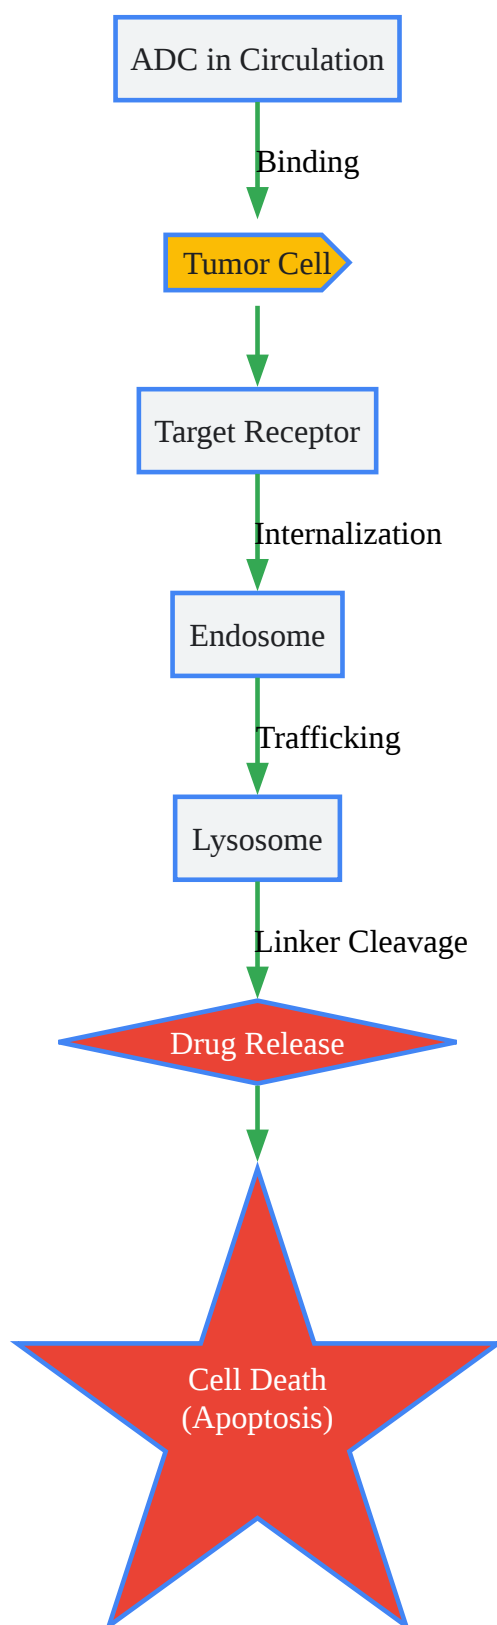 ADC in Circulation
Binding
Tumor Cell
Target Receptor
Internalization
Endosome
Trafficking
Lysosome
Linker Cleavage
Drug Release
Cell Death
(Apoptosis)